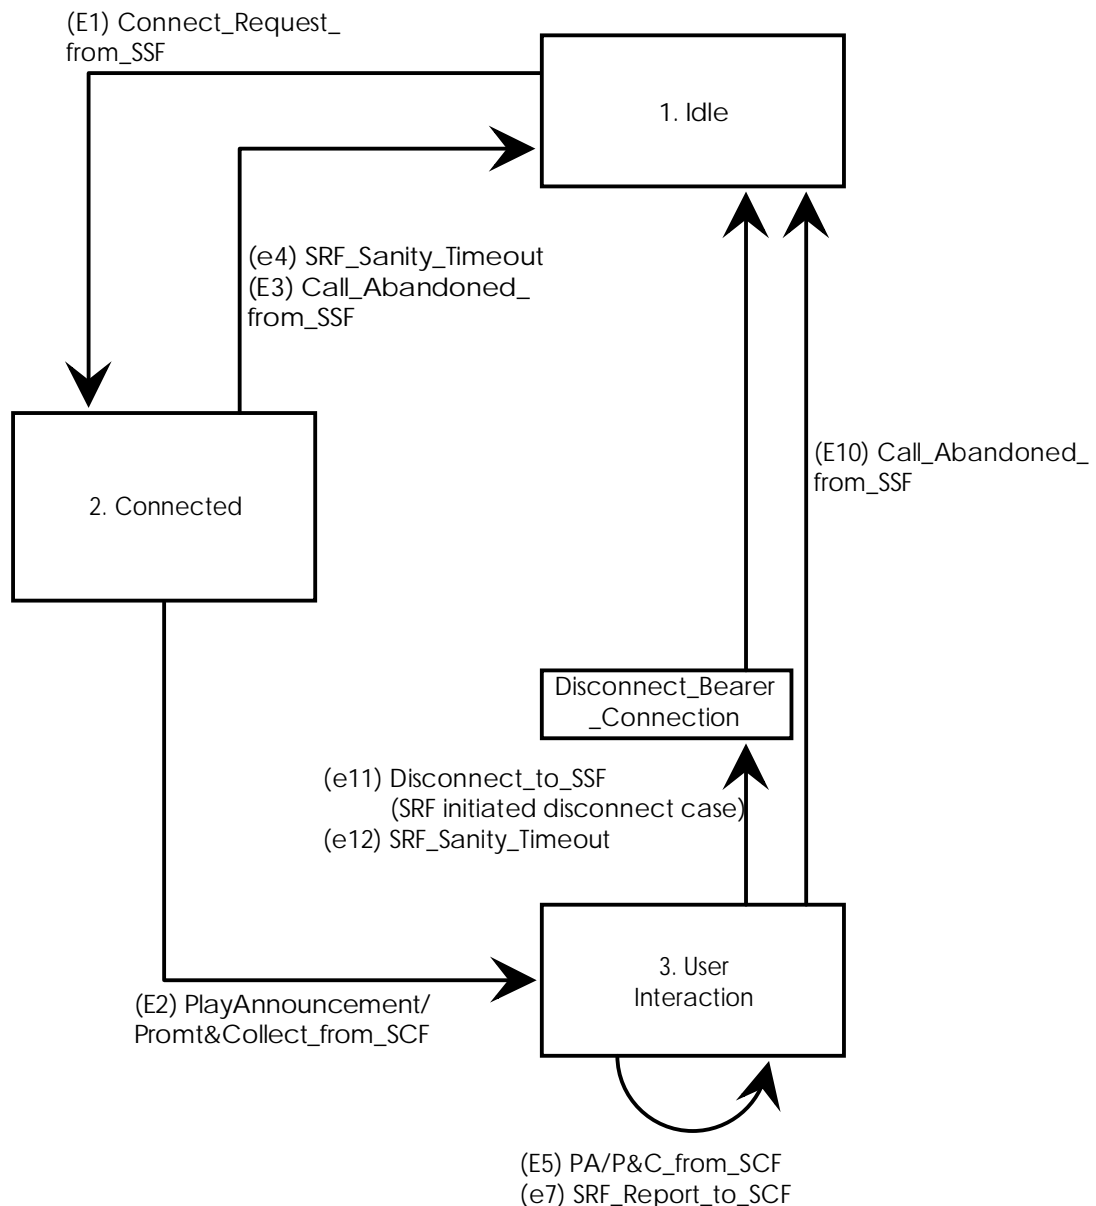 (E1) Connect_Request_
from_SSF
1. Idle
(e4) SRF_Sanity_Timeout
(E3) Call_Abandoned_
from_SSF
(E10) Call_Abandoned_
from_SSF
2. Connected
Disconnect_Bearer
_Connection
(e11) Disconnect_to_SSF
(SRF initiated disconnect case)
(e12) SRF_Sanity_Timeout
3. User
Interaction
(E2) PlayAnnouncement/
Promt&Collect_from_SCF
(E5) PA/P&C_from_SCF
(e7) SRF_Report_to_SCF